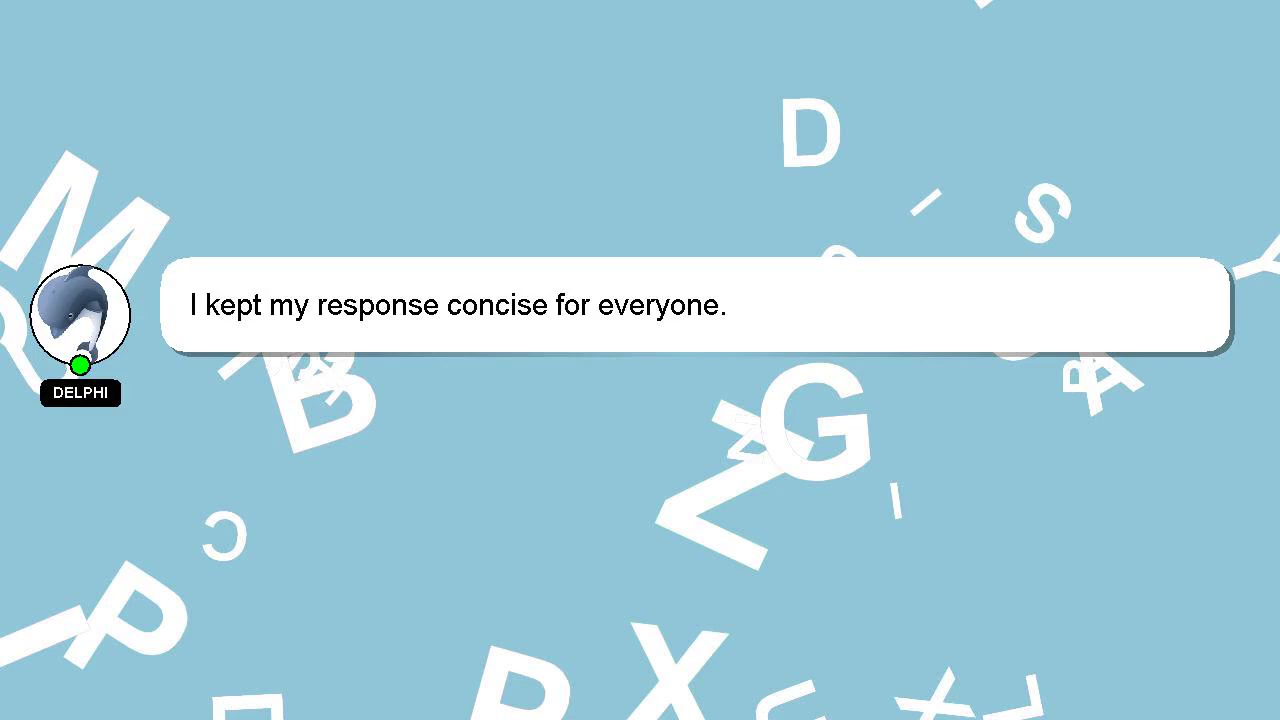 I kept my response concise for everyone.
DELPHI
D
I
S
M
Y
B
G
Z
N
A
B
I
C
P
I
P
X
U
X
L